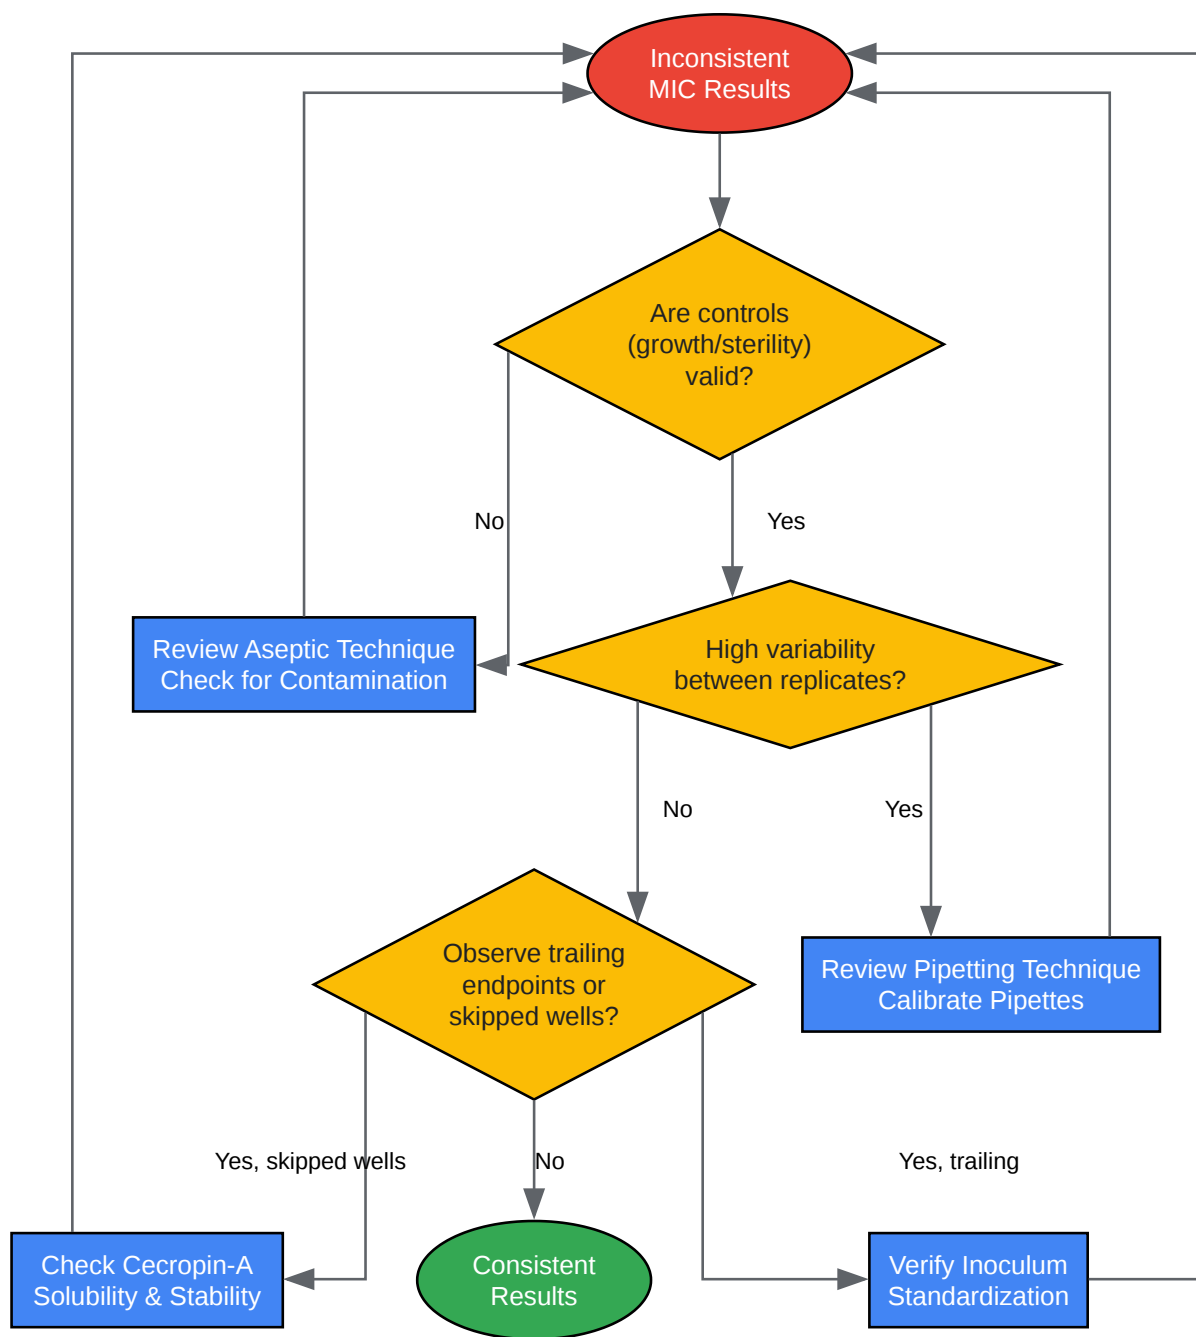 Inconsistent
MIC Results
Are controls
(growth/sterility)
valid?
No
Yes
Review Aseptic Technique
Check for Contamination
High variability
between replicates?
No
Yes
Observe trailing
endpoints or
skipped wells?
Review Pipetting Technique
Calibrate Pipettes
Yes, skipped wells
No
Yes, trailing
Check Cecropin-A
Solubility & Stability
Consistent
Results
Verify Inoculum
Standardization